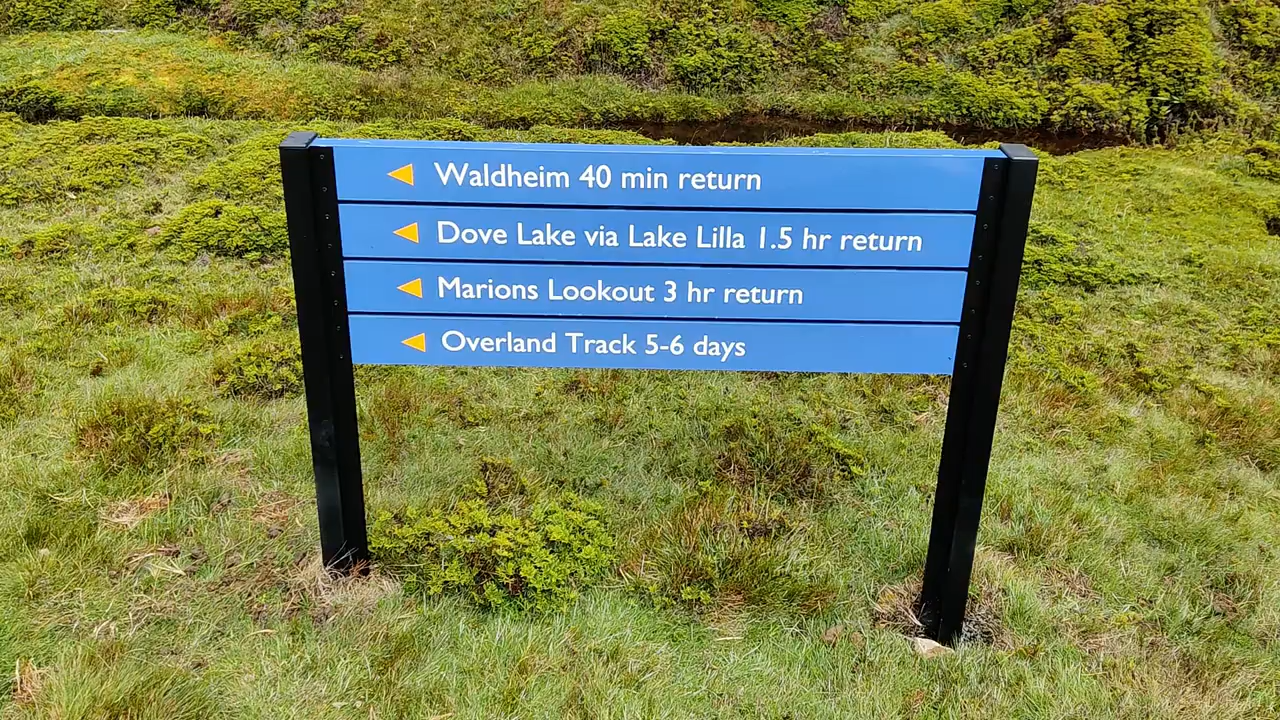 Waldheim 40 min return
Dove Lake via Lake Lilla 1.5 hr return
Marions Lookout 3 hr return
Overland Track 5-6 days